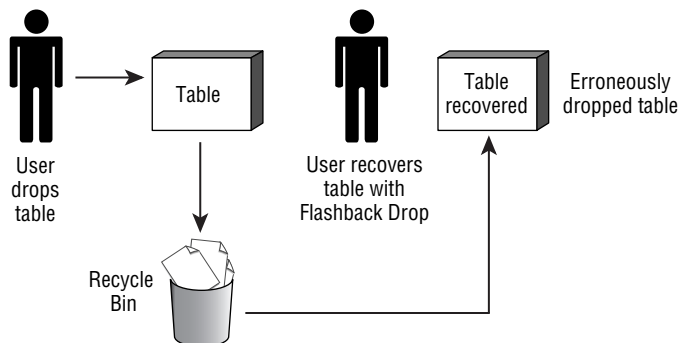 User
drops
table
Table
User recovers
table with
Flashback Drop
Table
recovered
Erroneously
dropped table
Recycle
Bin